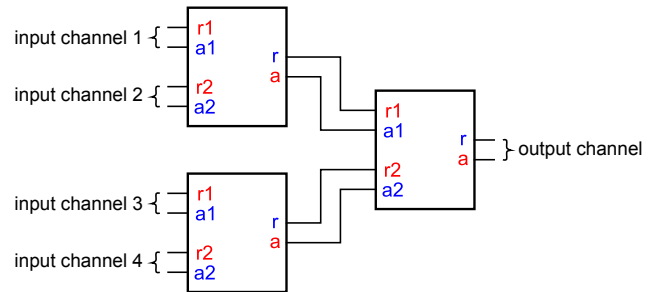 input channel 1
r1
a1
input channel 2
r2
a2
r
a
r1
a1
r2
a2
r
a
output channel
input channel 3
r1
a1
input channel 4
r2
a2
r
a